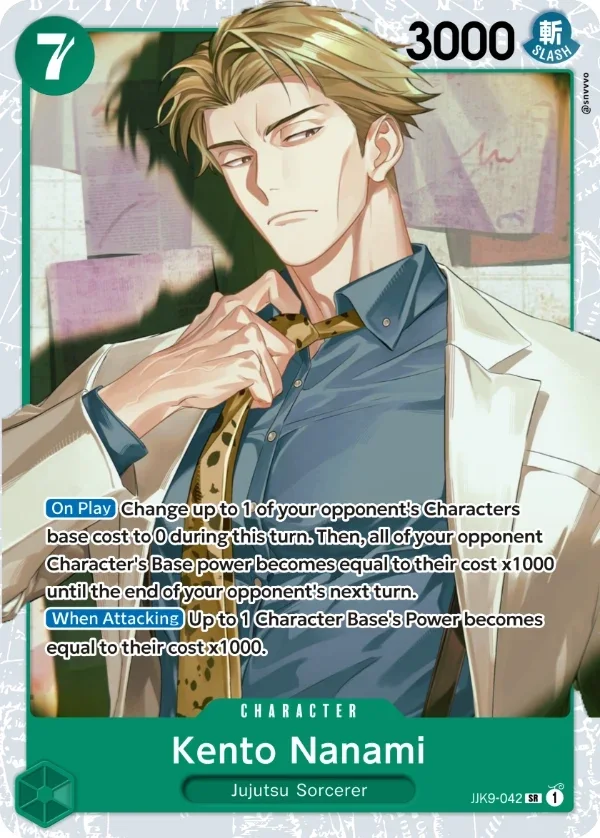 7
3000
斬
SLASH
@snvvvo
On Play Change up to 1 of your opponent's Characters
base cost to 0 during this turn. Then, all of your opponent
Character's Base power becomes equal to their cost x1000
until the end of your opponent's next turn.
When Attacking Up to 1 Character Base's Power becomes
equal to their cost x1000.
CHARACTER
Kento Nanami
Jujutsu Sorcerer
JJK9-042 SR 1